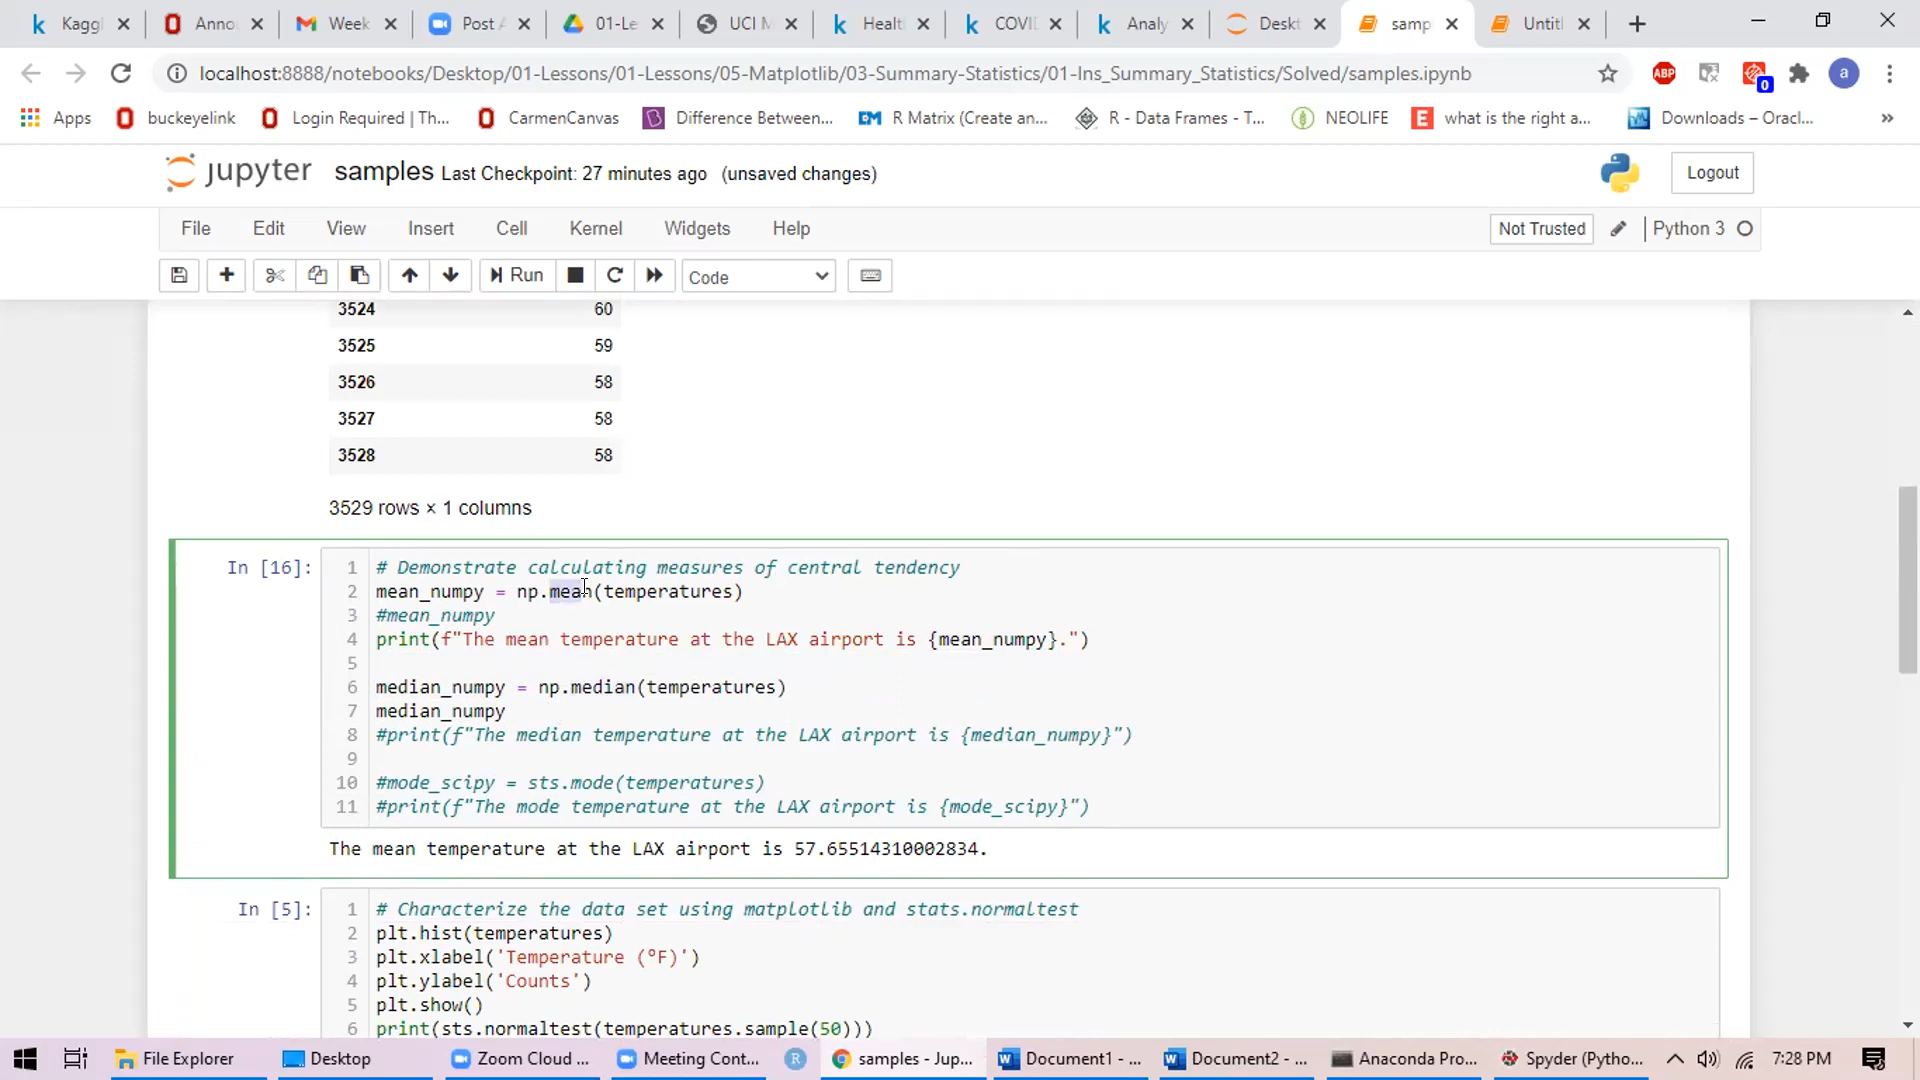 Kaggl
Anno
Week
Post A
01-Le
UCI M
Healt
COVI
Analy
Deskt
samp
Untitl
localhost:8888/notebooks/Desktop/01-Lessons/01-Lessons/05-Matplotlib/03-Summary-Statistics/01-Ins_Summary_Statistics/Solved/samples.ipynb
ABP
0
a
Apps
buckeyelink
Login Required | Th...
CarmenCanvas
Difference Between...
R Matrix (Create an...
R - Data Frames - T...
NEOLIFE
what is the right a...
Downloads – Oracl...
»
jupyter samples Last Checkpoint: 27 minutes ago (unsaved changes)
Logout
File Edit View Insert Cell Kernel Widgets Help
Not Trusted
Python 3
Run
Code
3524 60
3525 59
3526 58
3527 58
3528 58
3529 rows × 1 columns
In [16]:
1 # Demonstrate calculating measures of central tendency
2 mean_numpy = np.mean(temperatures)
3 #mean_numpy
4 print(f"The mean temperature at the LAX airport is {mean_numpy}.")
5
6 median_numpy = np.median(temperatures)
7 median_numpy
8 #print(f"The median temperature at the LAX airport is {median_numpy}")
9
10 #mode_scipy = sts.mode(temperatures)
11 #print(f"The mode temperature at the LAX airport is {mode_scipy}")
The mean temperature at the LAX airport is 57.65514310002834.
In [5]:
1 # Characterize the data set using matplotlib and stats.normaltest
2 plt.hist(temperatures)
3 plt.xlabel('Temperature (°F)')
4 plt.ylabel('Counts')
5 plt.show()
6 print(sts.normaltest(temperatures.sample(50)))
File Explorer
Desktop
Zoom Cloud ...
Meeting Cont...
R
samples - Jup...
Document1 - ...
Document2 - ...
Anaconda Pro...
Spyder (Pytho...
7:28 PM